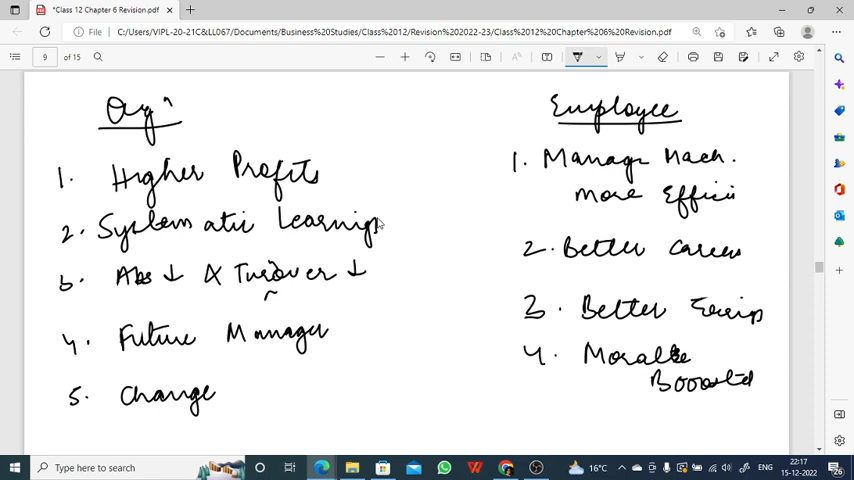 *Class 12 Chapter 6 Revision.pdf
File
C:/Users/VIPL-20-21C&LL067/Documents/Business%20Studies/Class%2012/Revision%202022-23/Class%2012%20Chapter%206%20Revision.pdf
9 of 15
Orgn
1. Higher Profits
2. Systematic Learning
3. Abs ↓ & Turnover ↓
4. Future Manager
5. Change
Employee
1. Manage Mach.
more
2. Better Career
3. Better
4. Morale
Boosted
Type here to search
16°C
ENG
22:17
15-12-2022
26